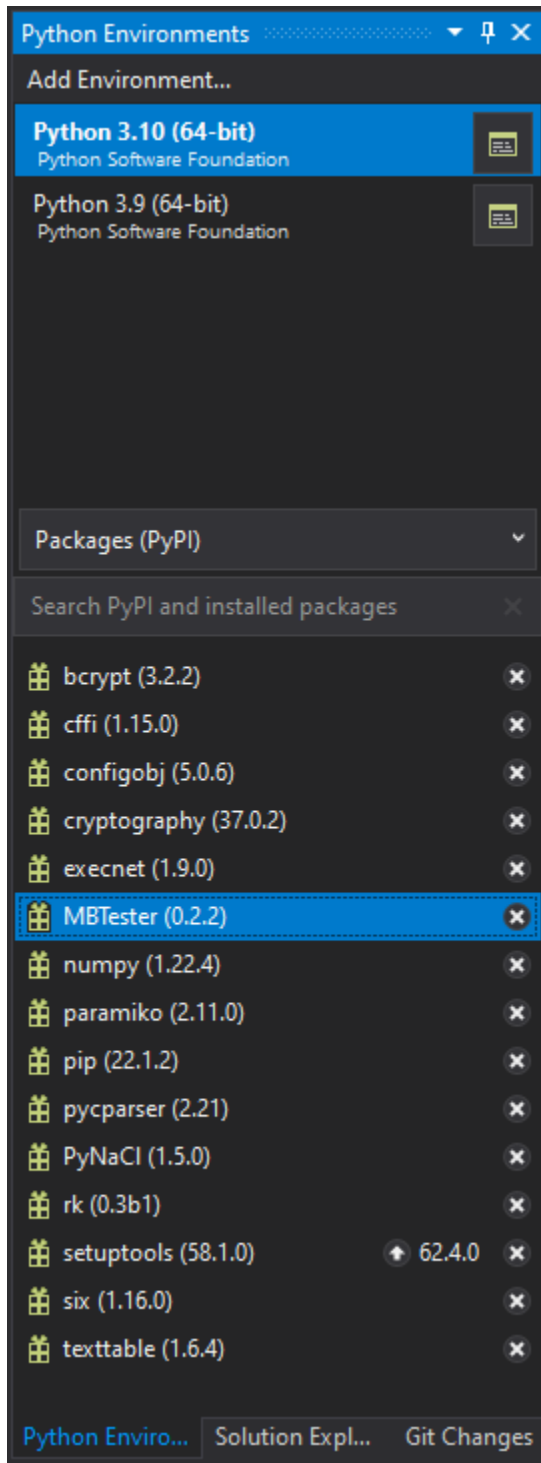 Python Environments
Add Environment...
Python 3.10 (64-bit)
Python Software Foundation
Python 3.9 (64-bit)
Python Software Foundation
Packages (PyPI)
Search PyPI and installed packages
bcrypt (3.2.2)
cffi (1.15.0)
configobj (5.0.6)
cryptography (37.0.2)
execnet (1.9.0)
MBTester (0.2.2)
numpy (1.22.4)
paramiko (2.11.0)
pip (22.1.2)
pycparser (2.21)
PyNaCl (1.5.0)
rk (0.3b1)
setuptools (58.1.0) 62.4.0
six (1.16.0)
texttable (1.6.4)
Python Enviro... Solution Expl... Git Changes